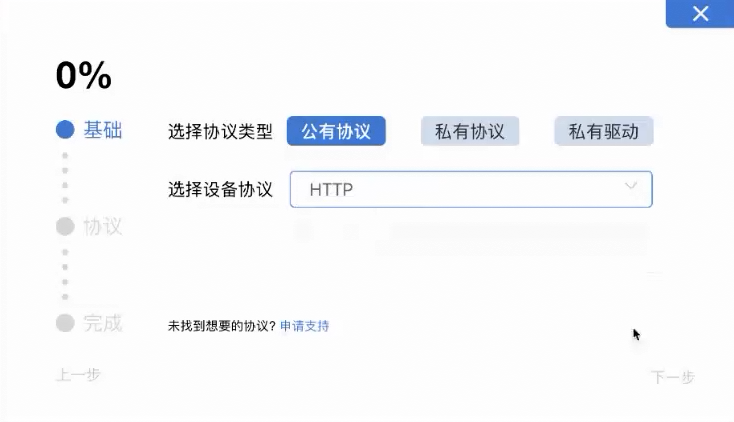 0%
基础
选择协议类型 公有协议 私有协议 私有驱动
选择设备协议 HTTP
协议
完成
未找到想要的协议? 申请支持
上一步 下一步